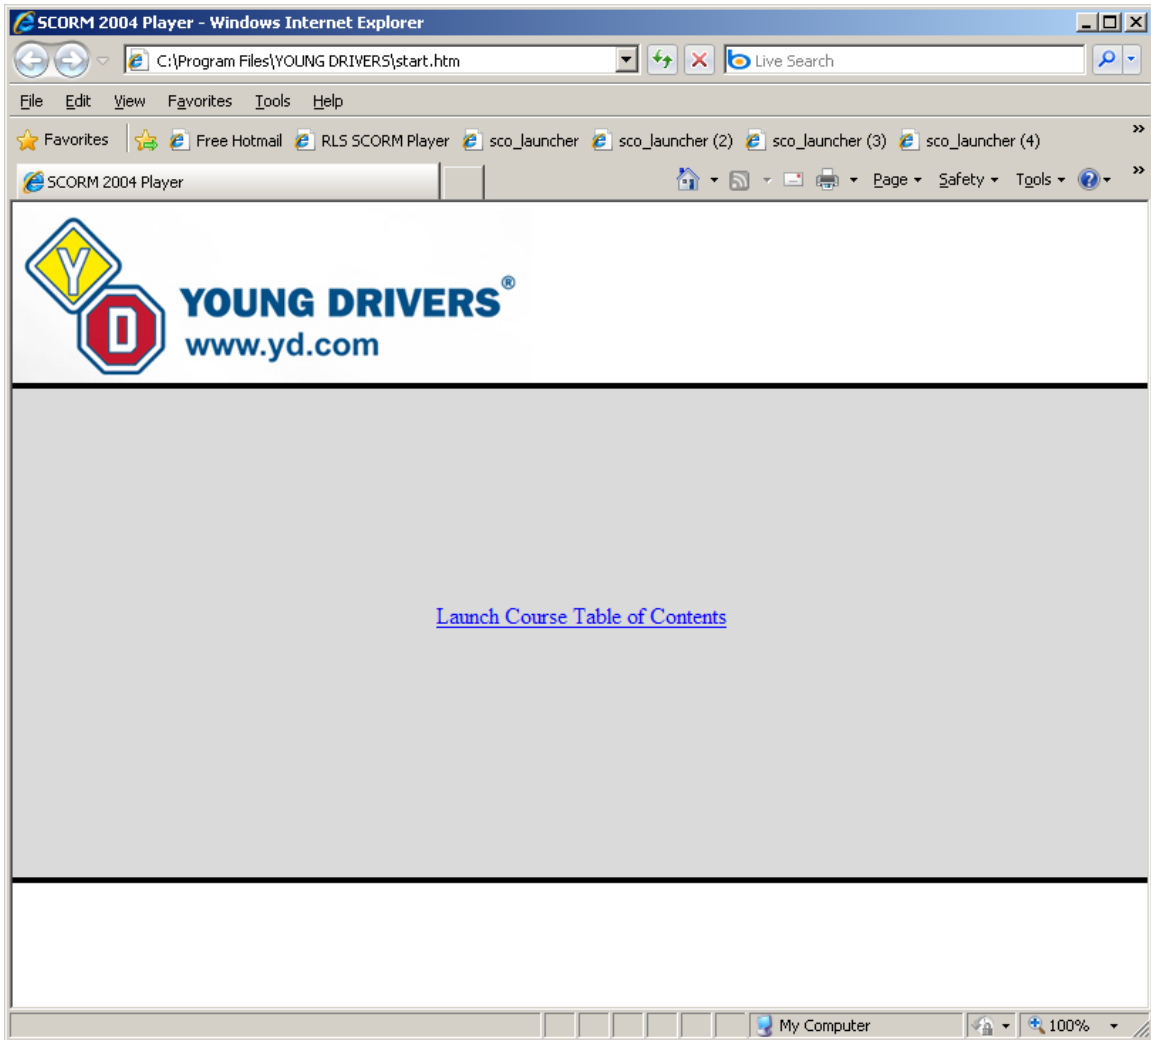 SCORM 2004 Player - Windows Internet Explorer
C:\Program Files\YOUNG DRIVERS\start.htm
Live Search
File Edit View Favorites Tools Help
Favorites Free Hotmail RLS SCORM Player sco_launcher sco_launcher (2) sco_launcher (3) sco_launcher (4) »
SCORM 2004 Player Page Safety Tools »
Y
D
YOUNG DRIVERS®
www.yd.com
Launch Course Table of Contents
My Computer 100%